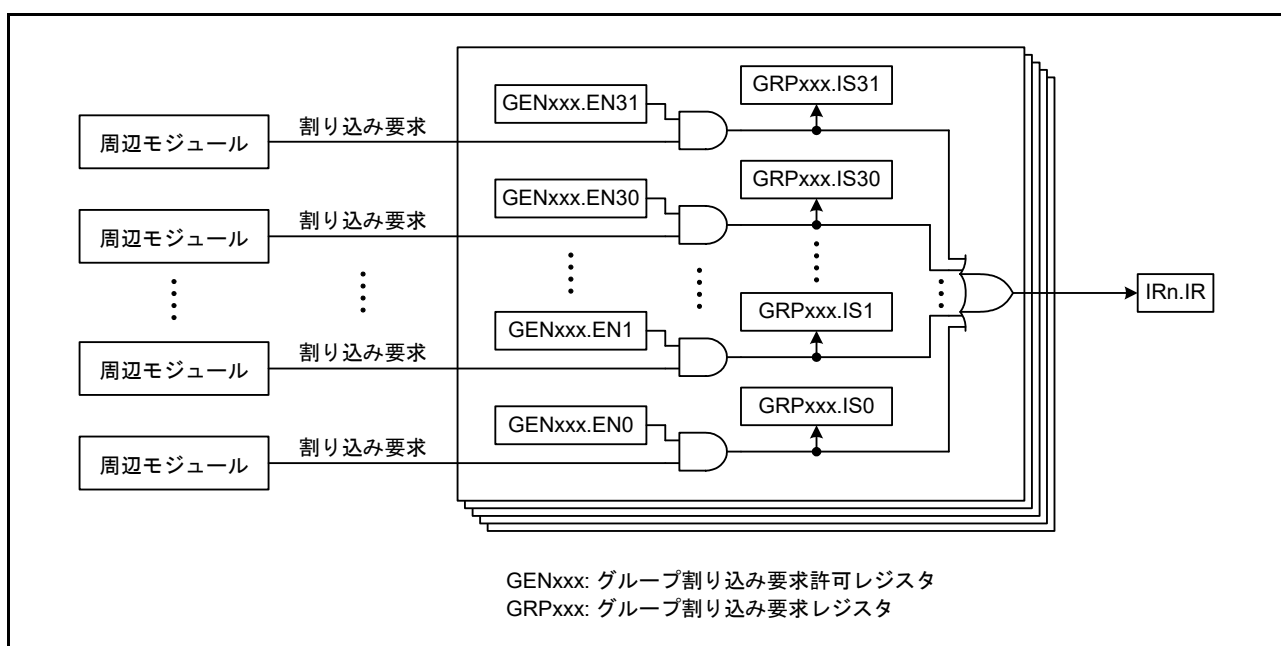 GRPxxx.IS31
GENxxx.EN31
割り込み要求
周辺モジュール
GRPxxx.IS30
GENxxx.EN30
割り込み要求
周辺モジュール
GRPxxx.IS1
IRn.IR
GENxxx.EN1
割り込み要求
周辺モジュール
GRPxxx.IS0
GENxxx.EN0
割り込み要求
周辺モジュール
GENxxx: グループ割り込み要求許可レジスタ
GRPxxx: グループ割り込み要求レジスタ